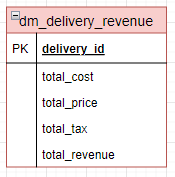 dm_delivery_revenue
PK delivery_id
total_cost
total_price
total_tax
total_revenue